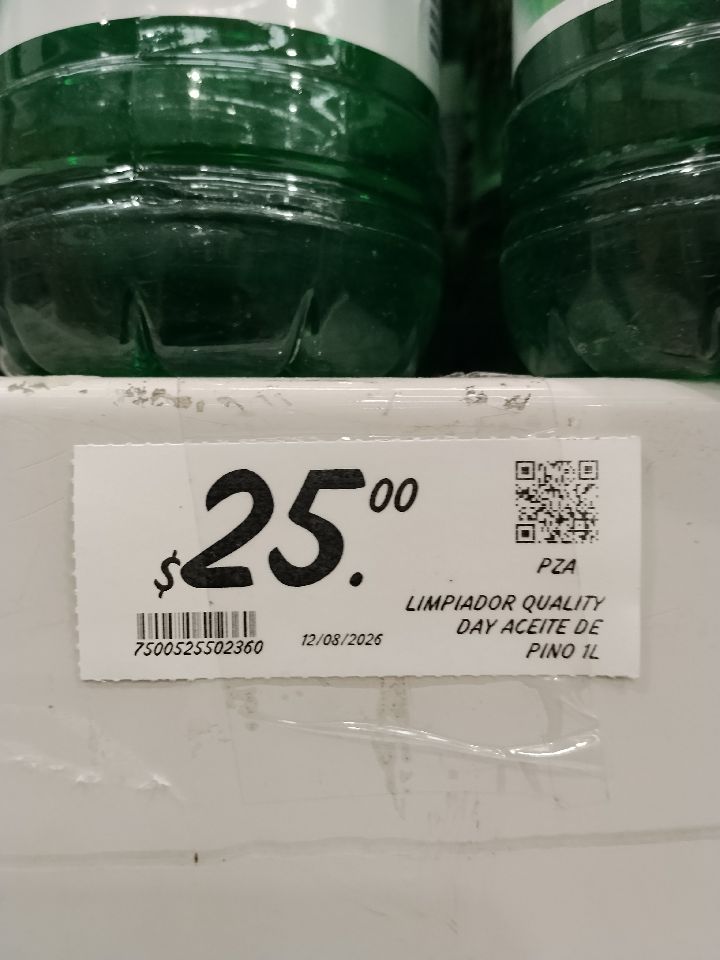 $25.00
PZA
LIMPIADOR QUALITY
DAY ACEITE DE
PINO 1L
7500525502360
12/08/2026